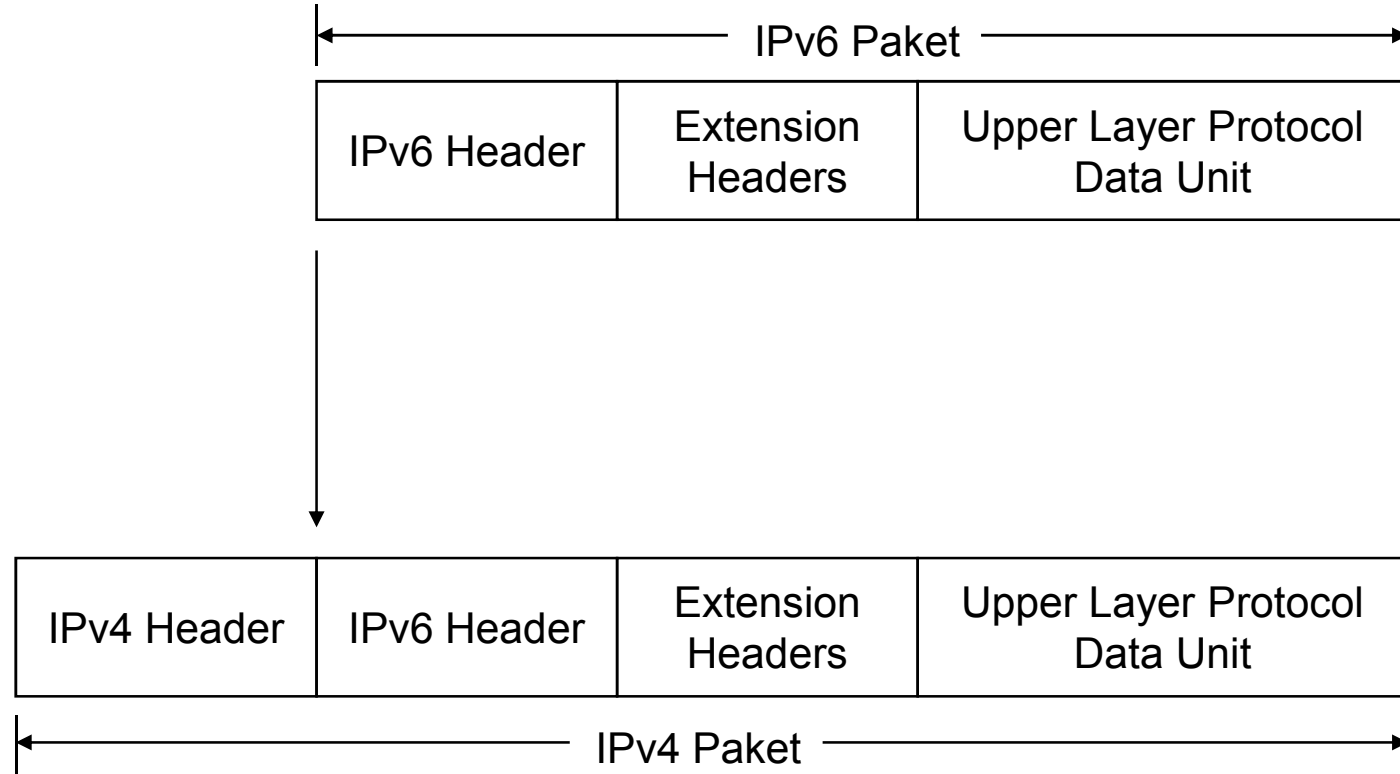 IPv6 Paket
IPv6 Header
Extension
Headers
Upper Layer Protocol
Data Unit
IPv4 Header
IPv6 Header
Extension
Headers
Upper Layer Protocol
Data Unit
IPv4 Paket